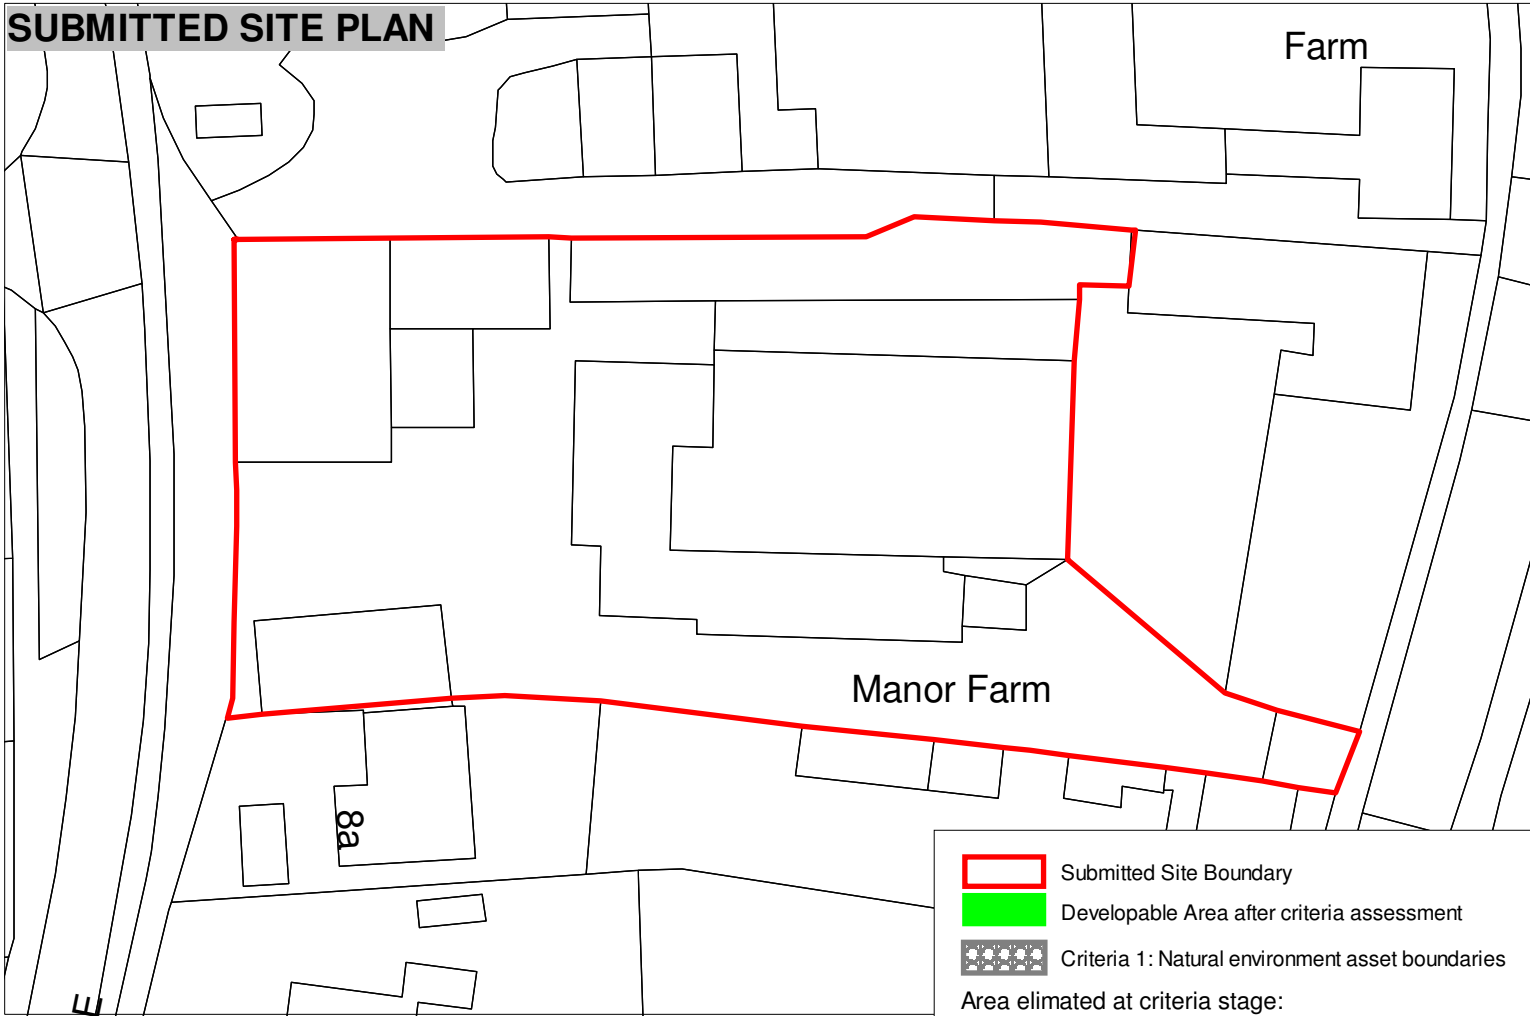 SUBMITTED SITE PLAN
Farm
Manor Farm
8a
E
Submitted Site Boundary
Developable Area after criteria assessment
Criteria 1: Natural environment asset boundaries
Area elimated at criteria stage: